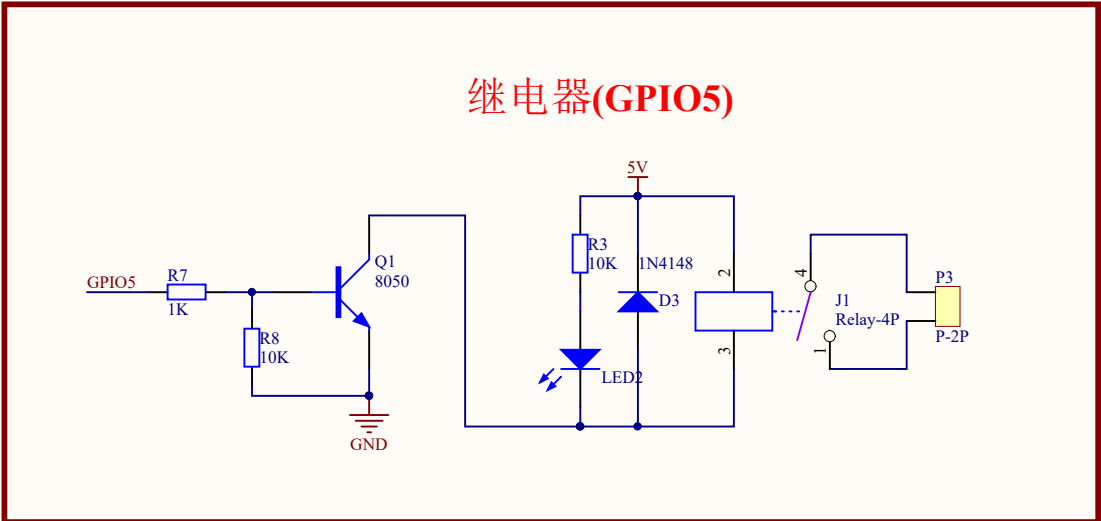 继电器(GPIO5)
5V
GPIO5
R7
1K
R8
10K
Q1
8050
GND
R3
10K
LED2
1N4148
D3
2
3
4
1
J1
Relay-4P
P3
P-2P